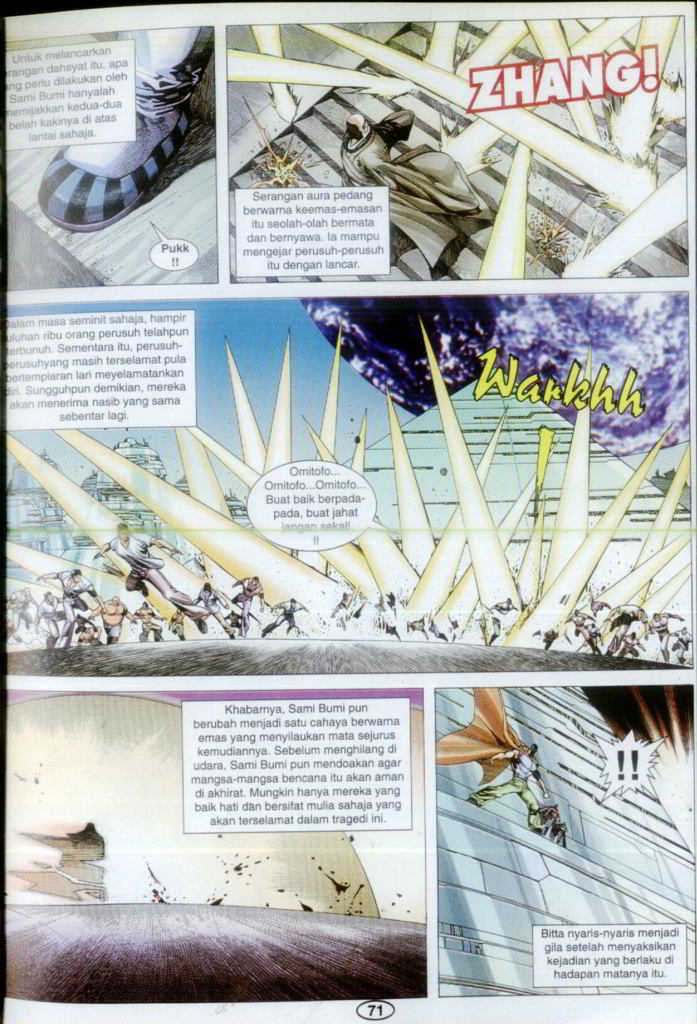 Untuk melancarkan
erangan dahsyat itu, apa
ang perlu dilakukan oleh
Sami Bumi hanyalah
memijakkan kedua-dua
belah kakinya di atas
lantai sahaja.
Pukk
!!
ZHANG!
Serangan aura pedang
berwarna keemas-emasan
itu seolah-olah bermata
dan bernyawa. Ia mampu
mengejar perusuh-perusuh
itu dengan lancar.
Dalam masa seminit sahaja, hampir
puluhan ribu orang perusuh telahpun
terbunuh. Sementara itu, perusuh-
perusuhyang masih terselamat pula
bertempiaran lari meyelamatankan
diri. Sungguhpun demikian, mereka
akan menerima nasib yang sama
sebentar lagi.
Warkhh
!
Omitofo...
Omitofo...Omitofo...
Buat baik berpada-
pada, buat jahat
jangan sekali
!!
Khabarnya, Sami Bumi pun
berubah menjadi satu cahaya berwarna
emas yang menyilaukan mata sejurus
kemudiannya. Sebelum menghilang di
udara, Sami Bumi pun mendoakan agar
mangsa-mangsa bencana itu akan aman
di akhirat. Mungkin hanya mereka yang
baik hati dan bersifat mulia sahaja yang
akan terselamat dalam tragedi ini.
!!
Bitta nyaris-nyaris menjadi
gila setelah menyaksikan
kejadian yang berlaku di
hadapan matanya itu.
71